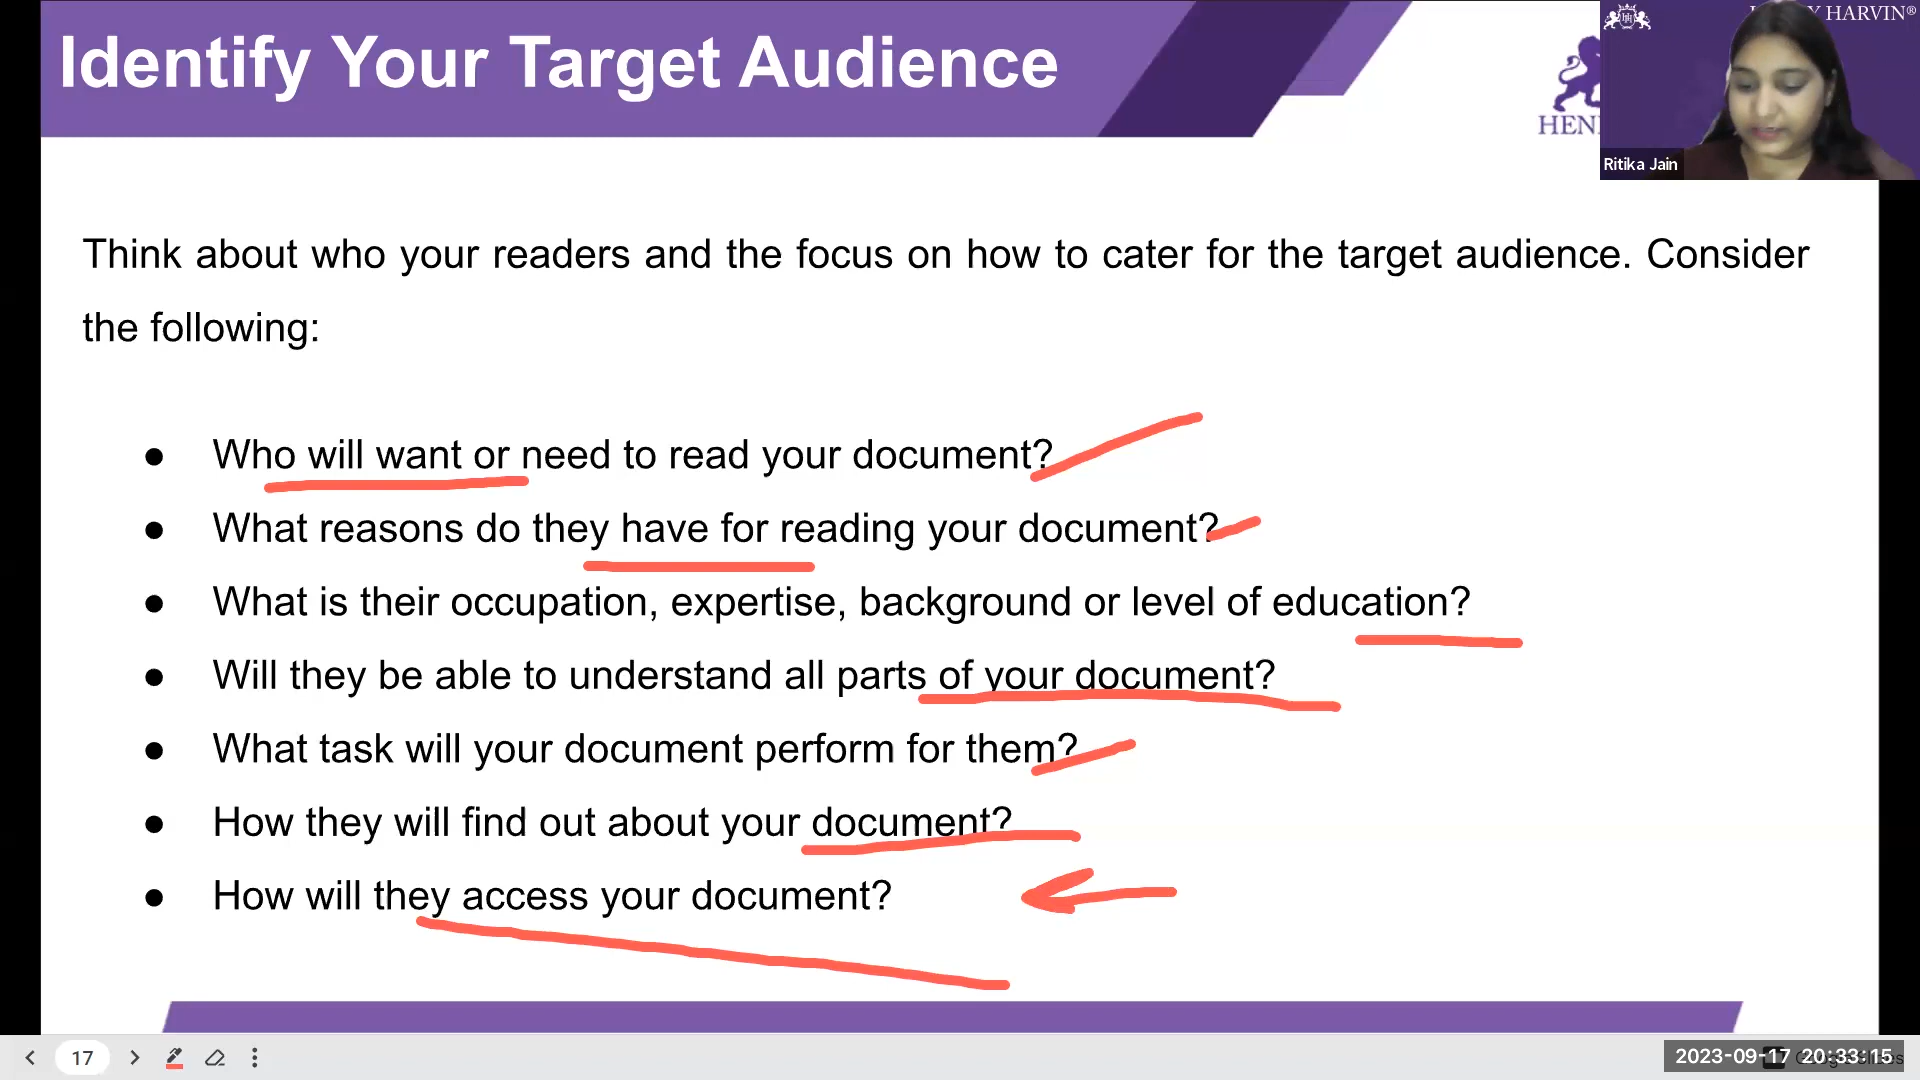 Identify Your Target Audience
HARVIN®
HEN
Ritika Jain
Think about who your readers and the focus on how to cater for the target audience. Consider
the following:
● Who will want or need to read your document?
● What reasons do they have for reading your document?
● What is their occupation, expertise, background or level of education?
● Will they be able to understand all parts of your document?
● What task will your document perform for them?
● How they will find out about your document?
● How will they access your document?
17
2023-09-17 20:33:15